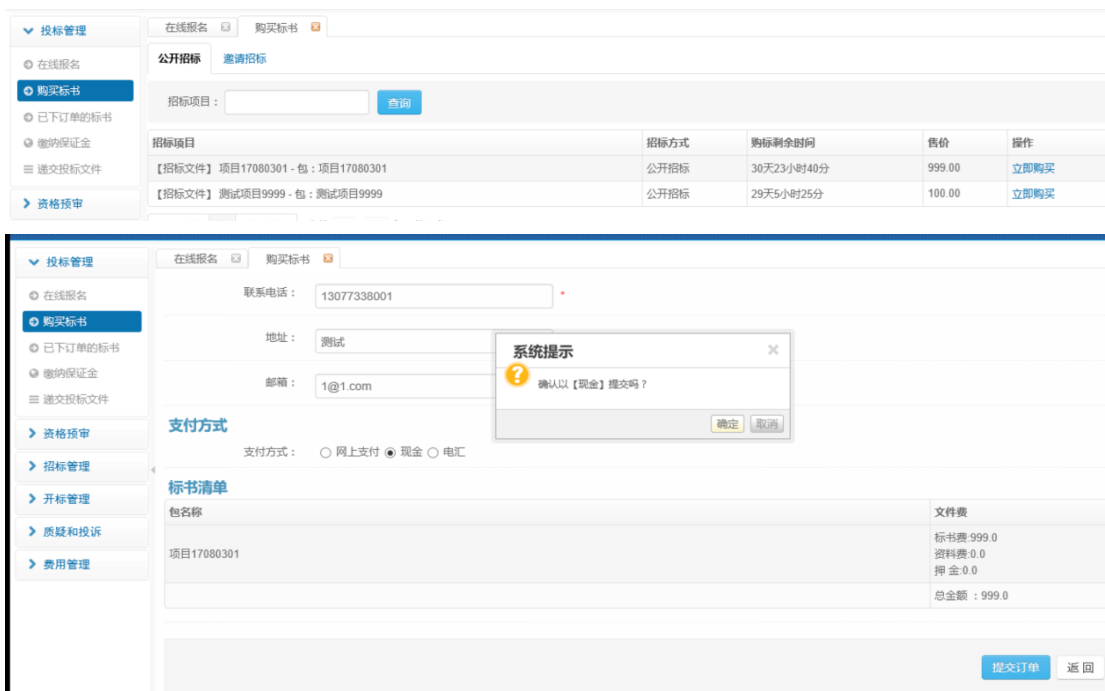 投标管理
在线报名
购买标书
在线报名
购买标书
已下订单的标书
缴纳保证金
递交投标文件
资格预审
公开招标 邀请招标
招标项目： 查询
招标项目 招标方式 购标剩余时间 售价 操作
【招标文件】 项目17080301 - 包：项目17080301 公开招标 30天23小时40分 999.00 立即购买
【招标文件】 测试项目9999 - 包：测试项目9999 公开招标 29天5小时25分 100.00 立即购买
投标管理
在线报名
购买标书
在线报名
购买标书
已下订单的标书
缴纳保证金
递交投标文件
资格预审
招标管理
开标管理
质疑和投诉
费用管理
联系电话： 13077338001 *
地址： 测试
邮箱： 1@1.com
系统提示
确认以【现金】提交吗？
确定 取消
支付方式
支付方式： 网上支付 现金 电汇
标书清单
包名称 文件费
项目17080301
标书费:999.0
资料费:0.0
押 金:0.0
总金额 ：999.0
提交订单 返 回